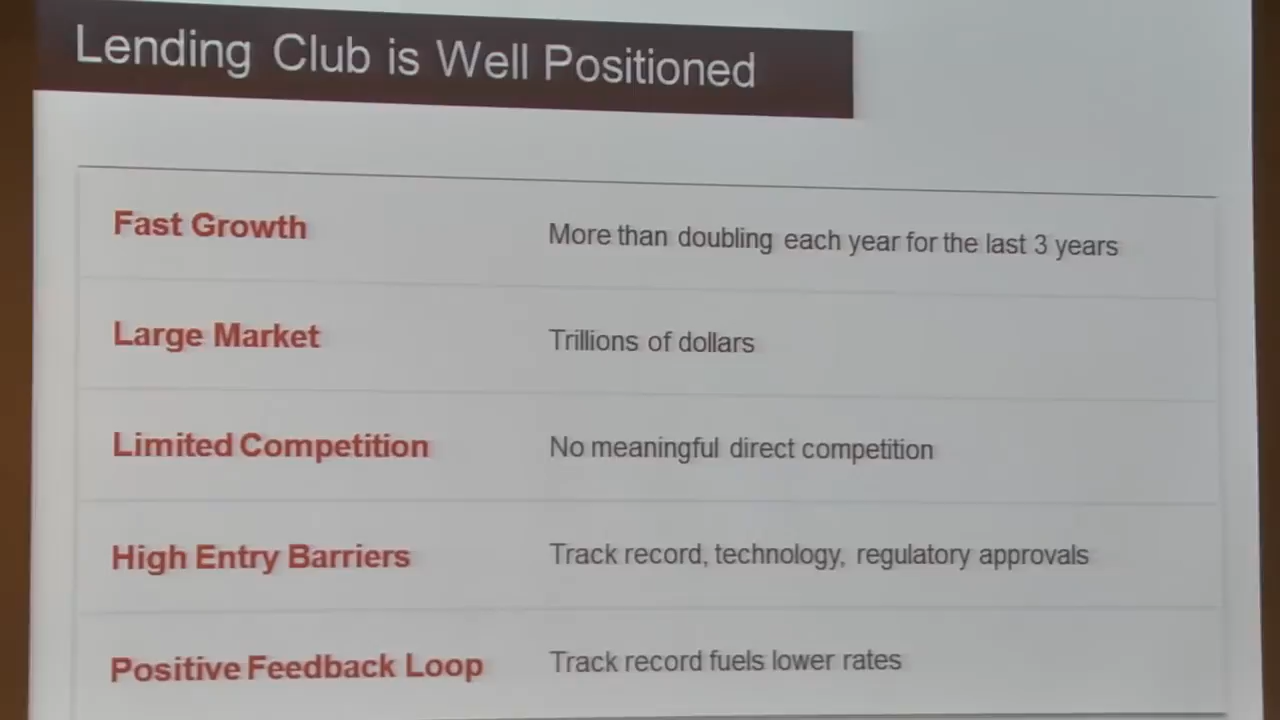 Lending Club is Well Positioned
Fast Growth More than doubling each year for the last 3 years
Large Market Trillions of dollars
Limited Competition No meaningful direct competition
High Entry Barriers Track record, technology, regulatory approvals
Positive Feedback Loop Track record fuels lower rates